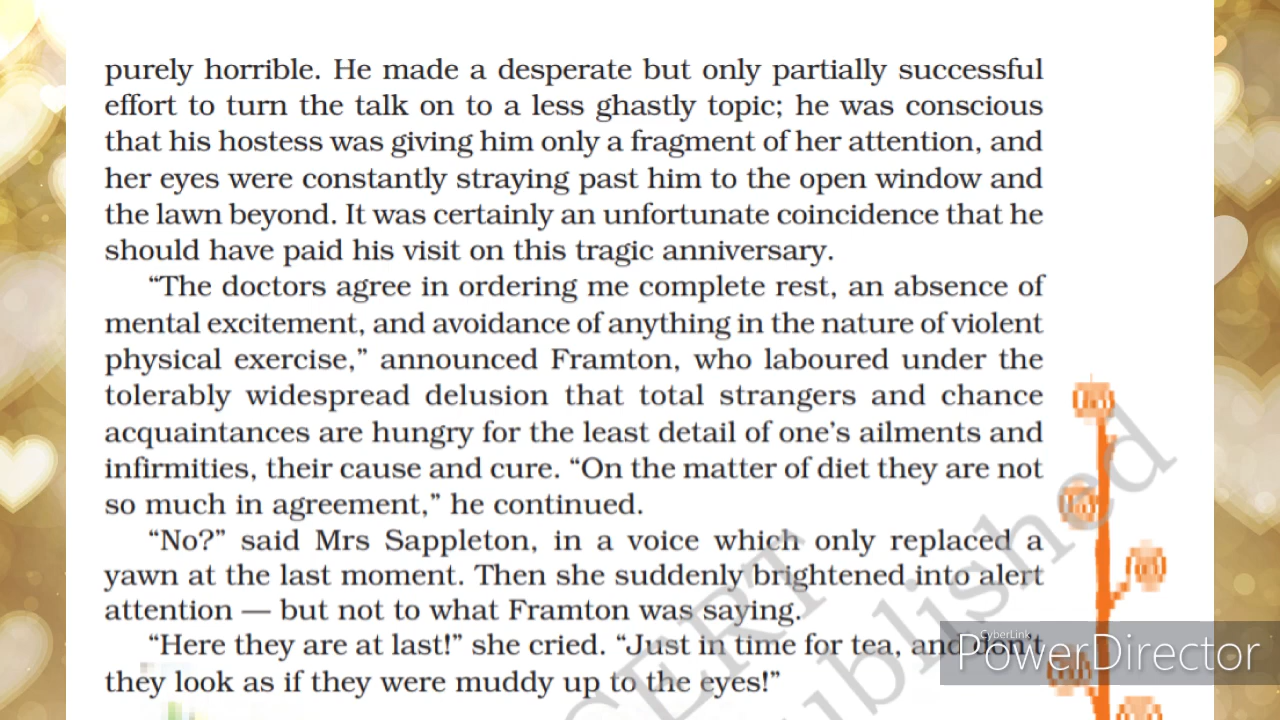 purely horrible. He made a desperate but only partially successful
effort to turn the talk on to a less ghastly topic; he was conscious
that his hostess was giving him only a fragment of her attention, and
her eyes were constantly straying past him to the open window and
the lawn beyond. It was certainly an unfortunate coincidence that he
should have paid his visit on this tragic anniversary.
“The doctors agree in ordering me complete rest, an absence of
mental excitement, and avoidance of anything in the nature of violent
physical exercise,” announced Framton, who laboured under the
tolerably widespread delusion that total strangers and chance
acquaintances are hungry for the least detail of one’s ailments and
infirmities, their cause and cure. “On the matter of diet they are not
so much in agreement,” he continued.
“No?” said Mrs Sappleton, in a voice which only replaced a
yawn at the last moment. Then she suddenly brightened into alert
attention — but not to what Framton was saying.
“Here they are at last!” she cried. “Just in time for tea, and don’t
they look as if they were muddy up to the eyes!”
CyberLink
PowerDirector